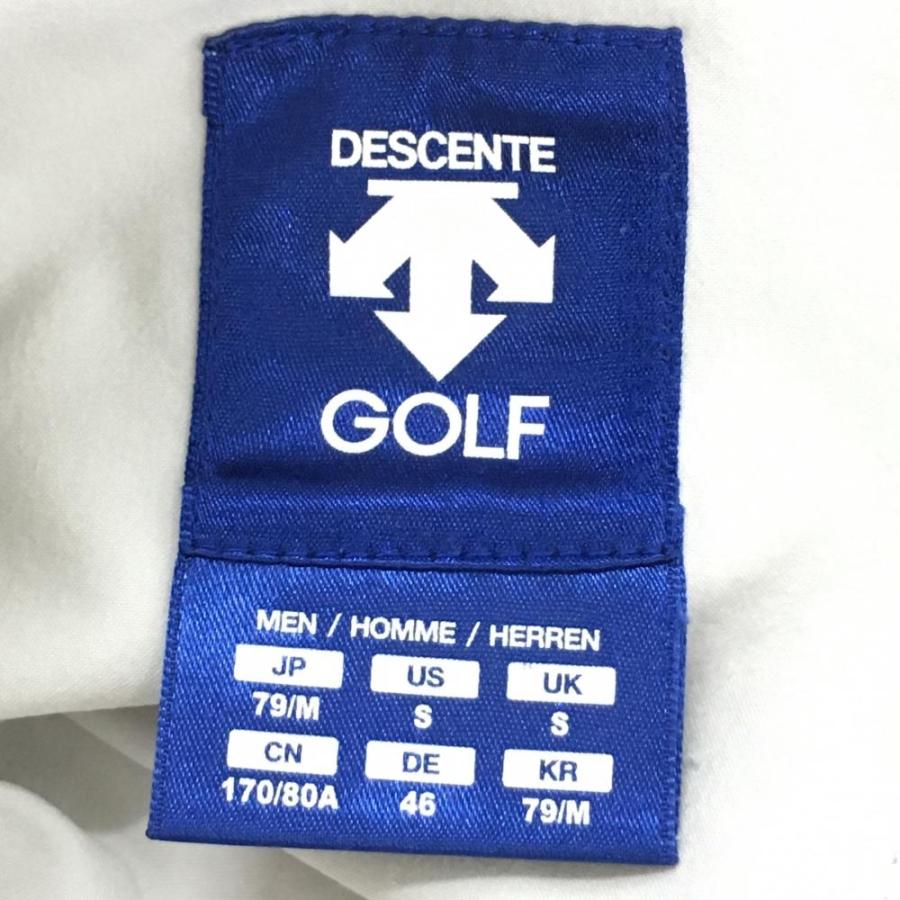 DESCENTE
GOLF
MEN / HOMME / HERREN
JP US UK
79/M S S
CN DE KR
170/80A 46 79/M